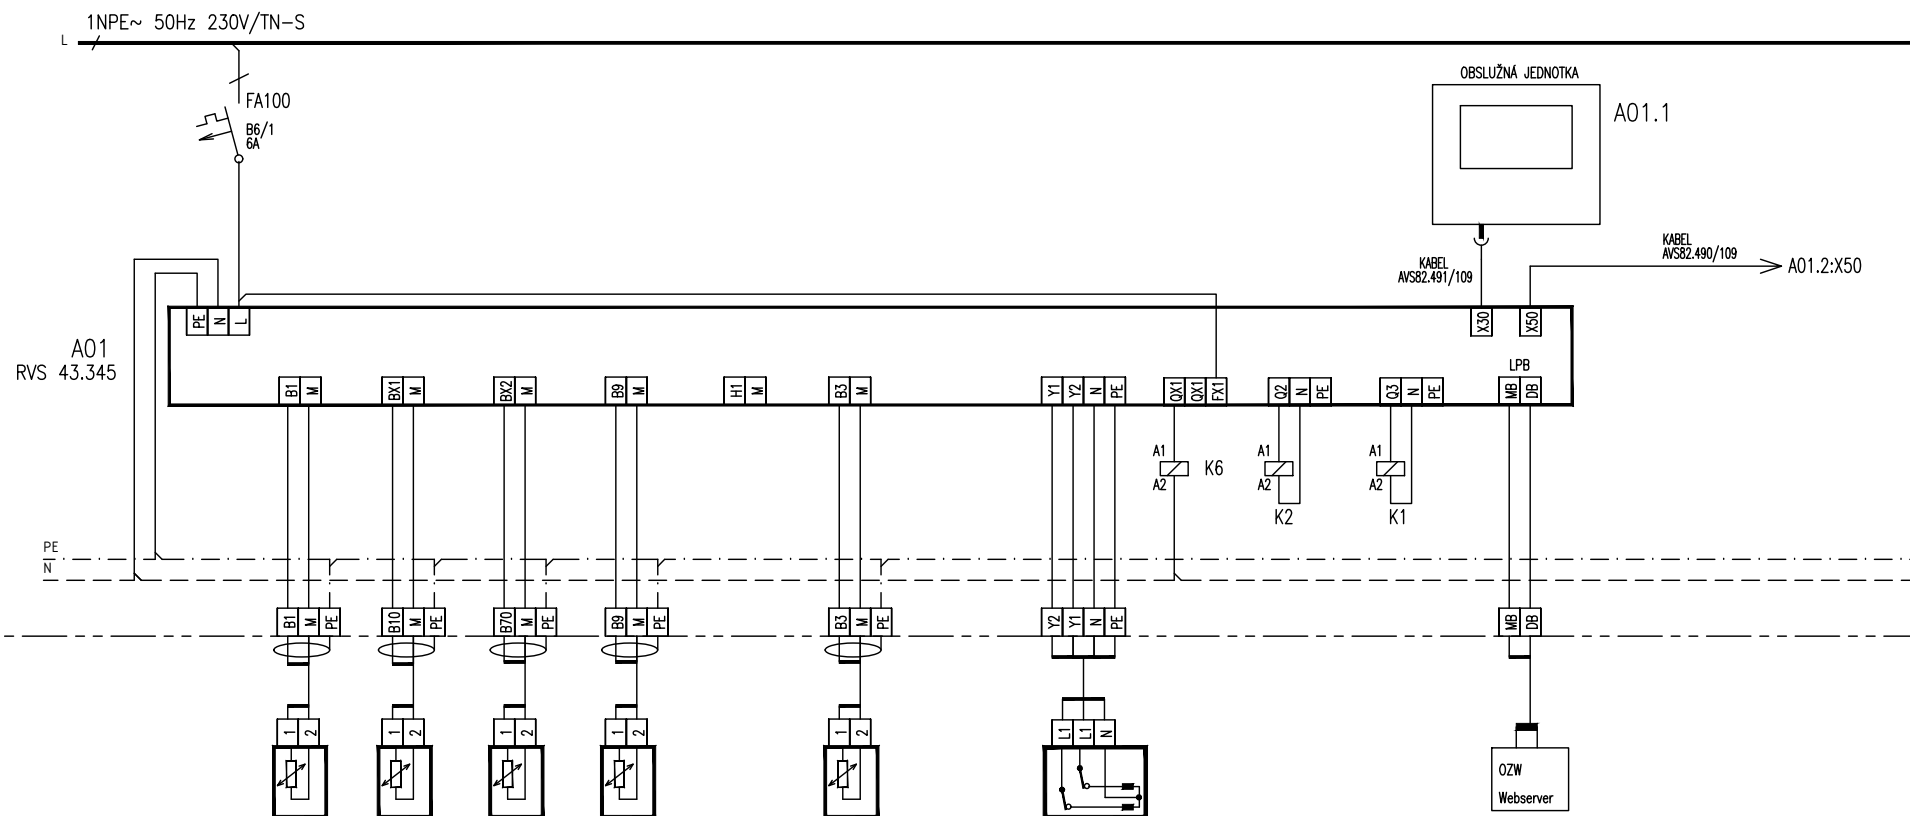 1NPE~ 50Hz 230V/TN-S
L
FA100
B6/1
6A
OBSLUŽNÁ JEDNOTKA
A01.1
KABEL
AVS82.491/109
KABEL
AVS82.490/109
A01.2:X50
PE N L
X30 X50
A01
RVS 43.345
LPB
B1 M BX1 M BX2 M B9 M H1 M B3 M Y1 Y2 N PE QX1 QX1 FX1 Q2 N PE Q3 N PE MB DB
A1 A1 A1
K6
A2 A2 A2
K2 K1
PE
N
B1 M PE B10 M PE B70 M PE B9 M PE B3 M PE Y2 Y1 N PE MB DB
1 2 1 2 1 2 1 2 1 2 L1 L1 N
OZW
Webserver